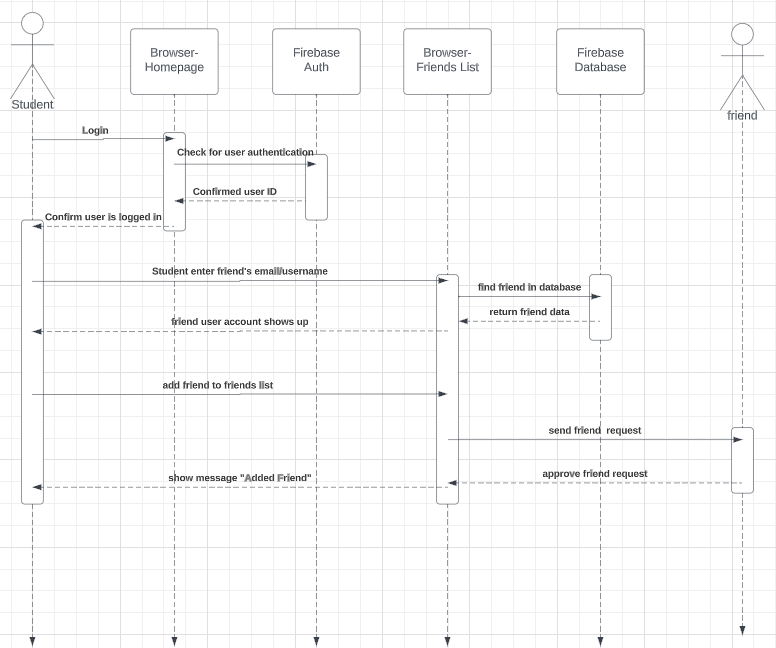 Browser-
Homepage
Firebase
Auth
Browser-
Friends List
Firebase
Database
Student
friend
Login
Check for user authentication
Confirmed user ID
Confirm user is logged in
Student enter friend's email/username
find friend in database
return friend data
friend user account shows up
add friend to friends list
send friend request
approve friend request
show message "Added Friend"